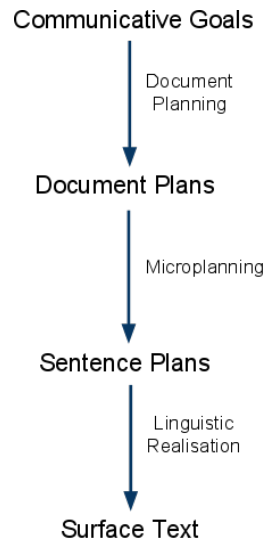 Communicative Goals
Document
Planning
Document Plans
Microplanning
Sentence Plans
Linguistic
Realisation
Surface Text